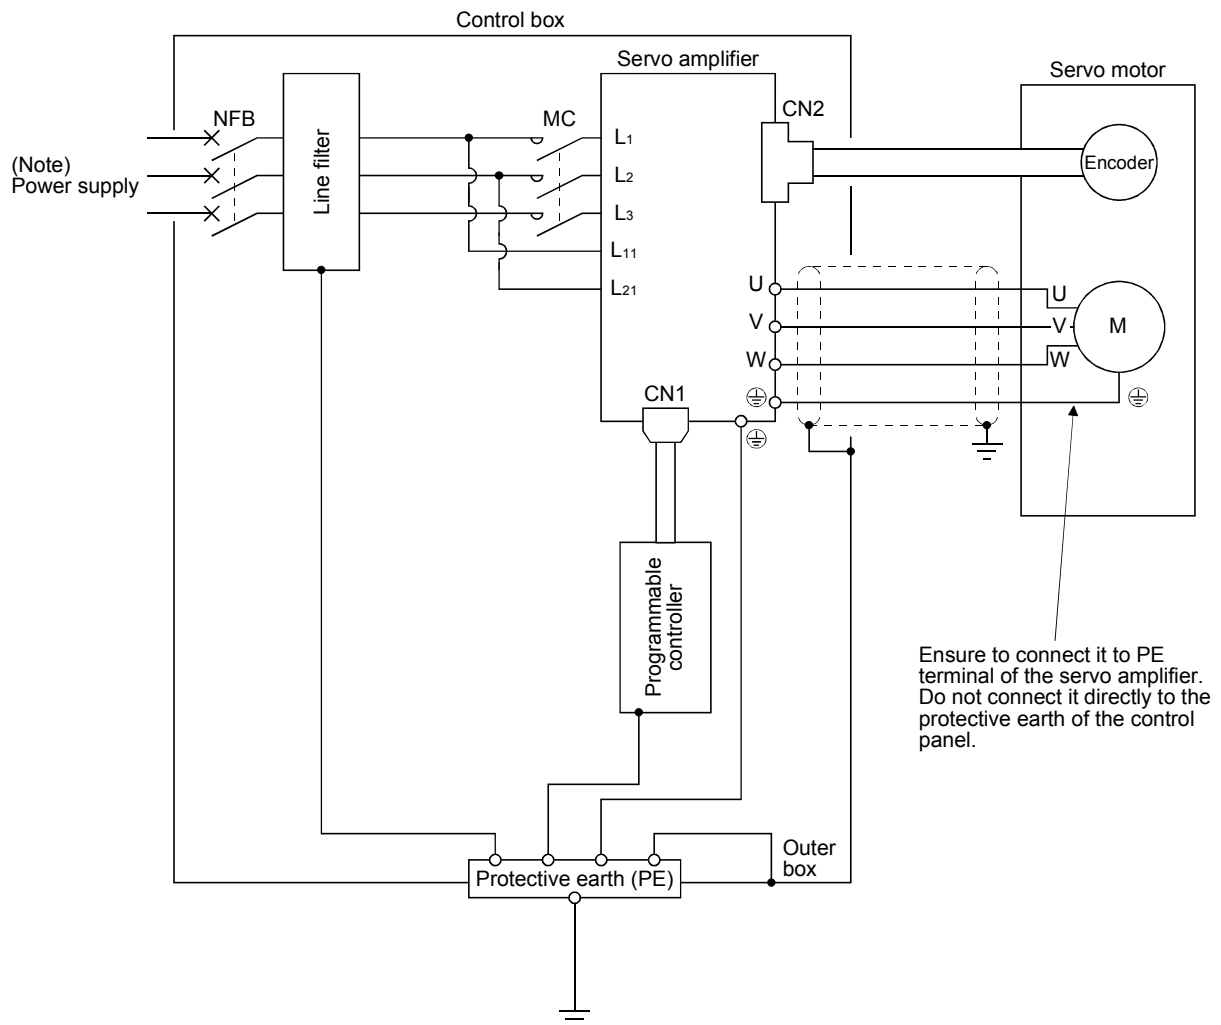 Control box
Servo amplifier
Servo motor
NFB
MC
CN2
(Note)
Power supply
Line filter
L1
L2
L3
L11
L21
Encoder
U
V
W
U
V
W
M
CN1
Programmable
controller
Ensure to connect it to PE
terminal of the servo amplifier.
Do not connect it directly to the
protective earth of the control
panel.
Outer
box
Protective earth (PE)